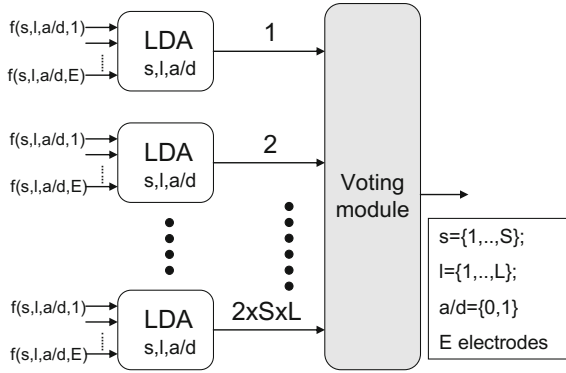 f(s,l,a/d,1)
f(s,l,a/d,E)
LDA
s,l,a/d
1
f(s,l,a/d,1)
f(s,l,a/d,E)
LDA
s,l,a/d
2
f(s,l,a/d,1)
f(s,l,a/d,E)
LDA
s,l,a/d
2xSxL
Voting
module
s={1,..,S};
l={1,..,L};
a/d={0,1}
E electrodes